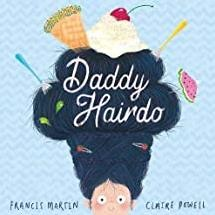 Daddy
Hairdo
FRANCIS MARTIN CLAIRE POWELL